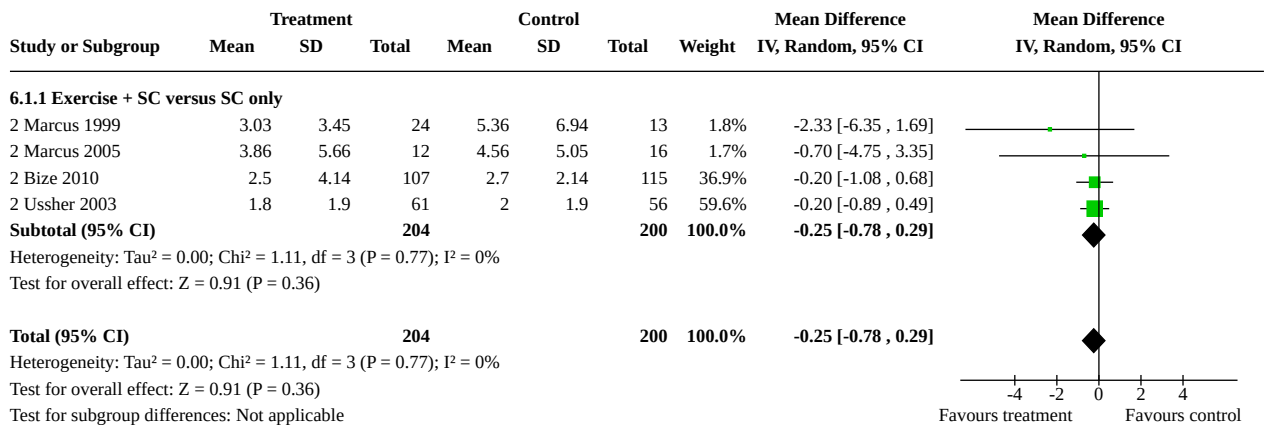 Treatment Control Mean Difference Mean Difference
Study or Subgroup Mean SD Total Mean SD Total Weight IV, Random, 95% CI IV, Random, 95% CI
6.1.1 Exercise + SC versus SC only
2 Marcus 1999 3.03 3.45 24 5.36 6.94 13 1.8% -2.33 [-6.35 , 1.69]
2 Marcus 2005 3.86 5.66 12 4.56 5.05 16 1.7% -0.70 [-4.75 , 3.35]
2 Bize 2010 2.5 4.14 107 2.7 2.14 115 36.9% -0.20 [-1.08 , 0.68]
2 Ussher 2003 1.8 1.9 61 2 1.9 56 59.6% -0.20 [-0.89 , 0.49]
Subtotal (95% CI) 204 200 100.0% -0.25 [-0.78 , 0.29]
Heterogeneity: Tau² = 0.00; Chi² = 1.11, df = 3 (P = 0.77); I² = 0%
Test for overall effect: Z = 0.91 (P = 0.36)
Total (95% CI) 204 200 100.0% -0.25 [-0.78 , 0.29]
Heterogeneity: Tau² = 0.00; Chi² = 1.11, df = 3 (P = 0.77); I² = 0%
Test for overall effect: Z = 0.91 (P = 0.36) -4 -2 0 2 4
Test for subgroup differences: Not applicable Favours treatment Favours control